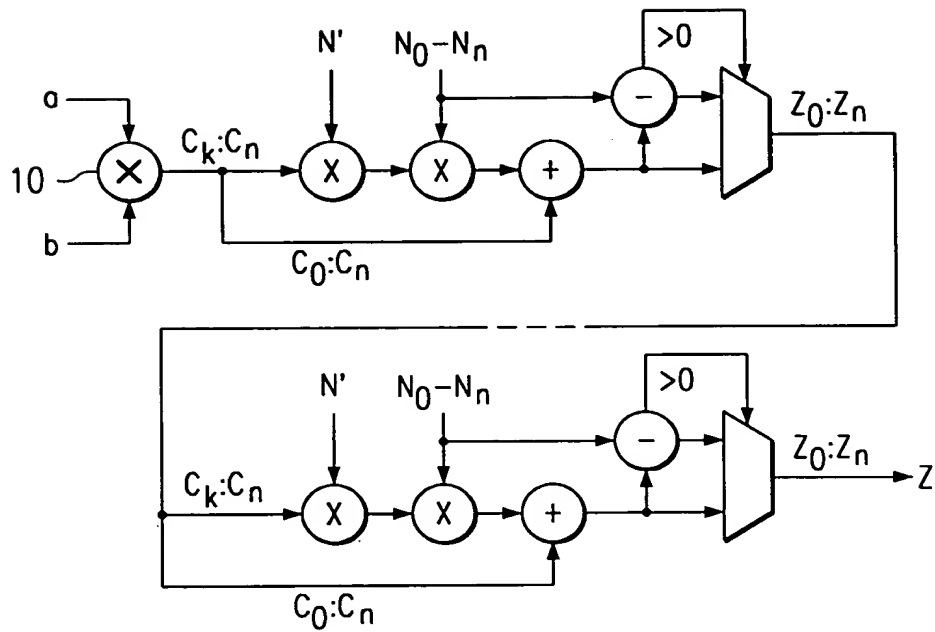 >0
N'
N0–Nn
–
a
Z0:Zn
Ck:Cn
10
X
X
X
+
b
C0:Cn
>0
N'
N0–Nn
–
Z0:Zn
Z
Ck:Cn
X
X
+
C0:Cn